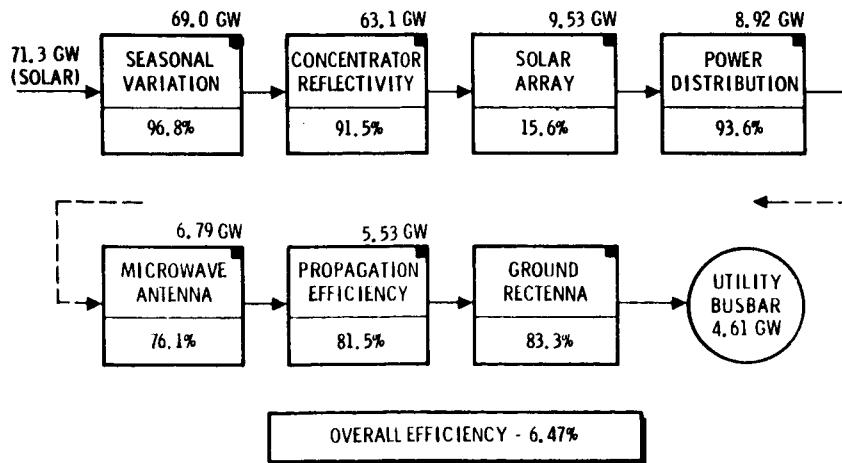 69.0 GW
63.1 GW
9.53 GW
8.92 GW
71.3 GW
(SOLAR)
SEASONAL
VARIATION
96.8%
CONCENTRATOR
REFLECTIVITY
91.5%
SOLAR
ARRAY
15.6%
POWER
DISTRIBUTION
93.6%
6.79 GW
5.53 GW
MICROWAVE
ANTENNA
76.1%
PROPAGATION
EFFICIENCY
81.5%
GROUND
RECTENNA
83.3%
UTILITY
BUSBAR
4.61 GW
OVERALL EFFICIENCY - 6.47%